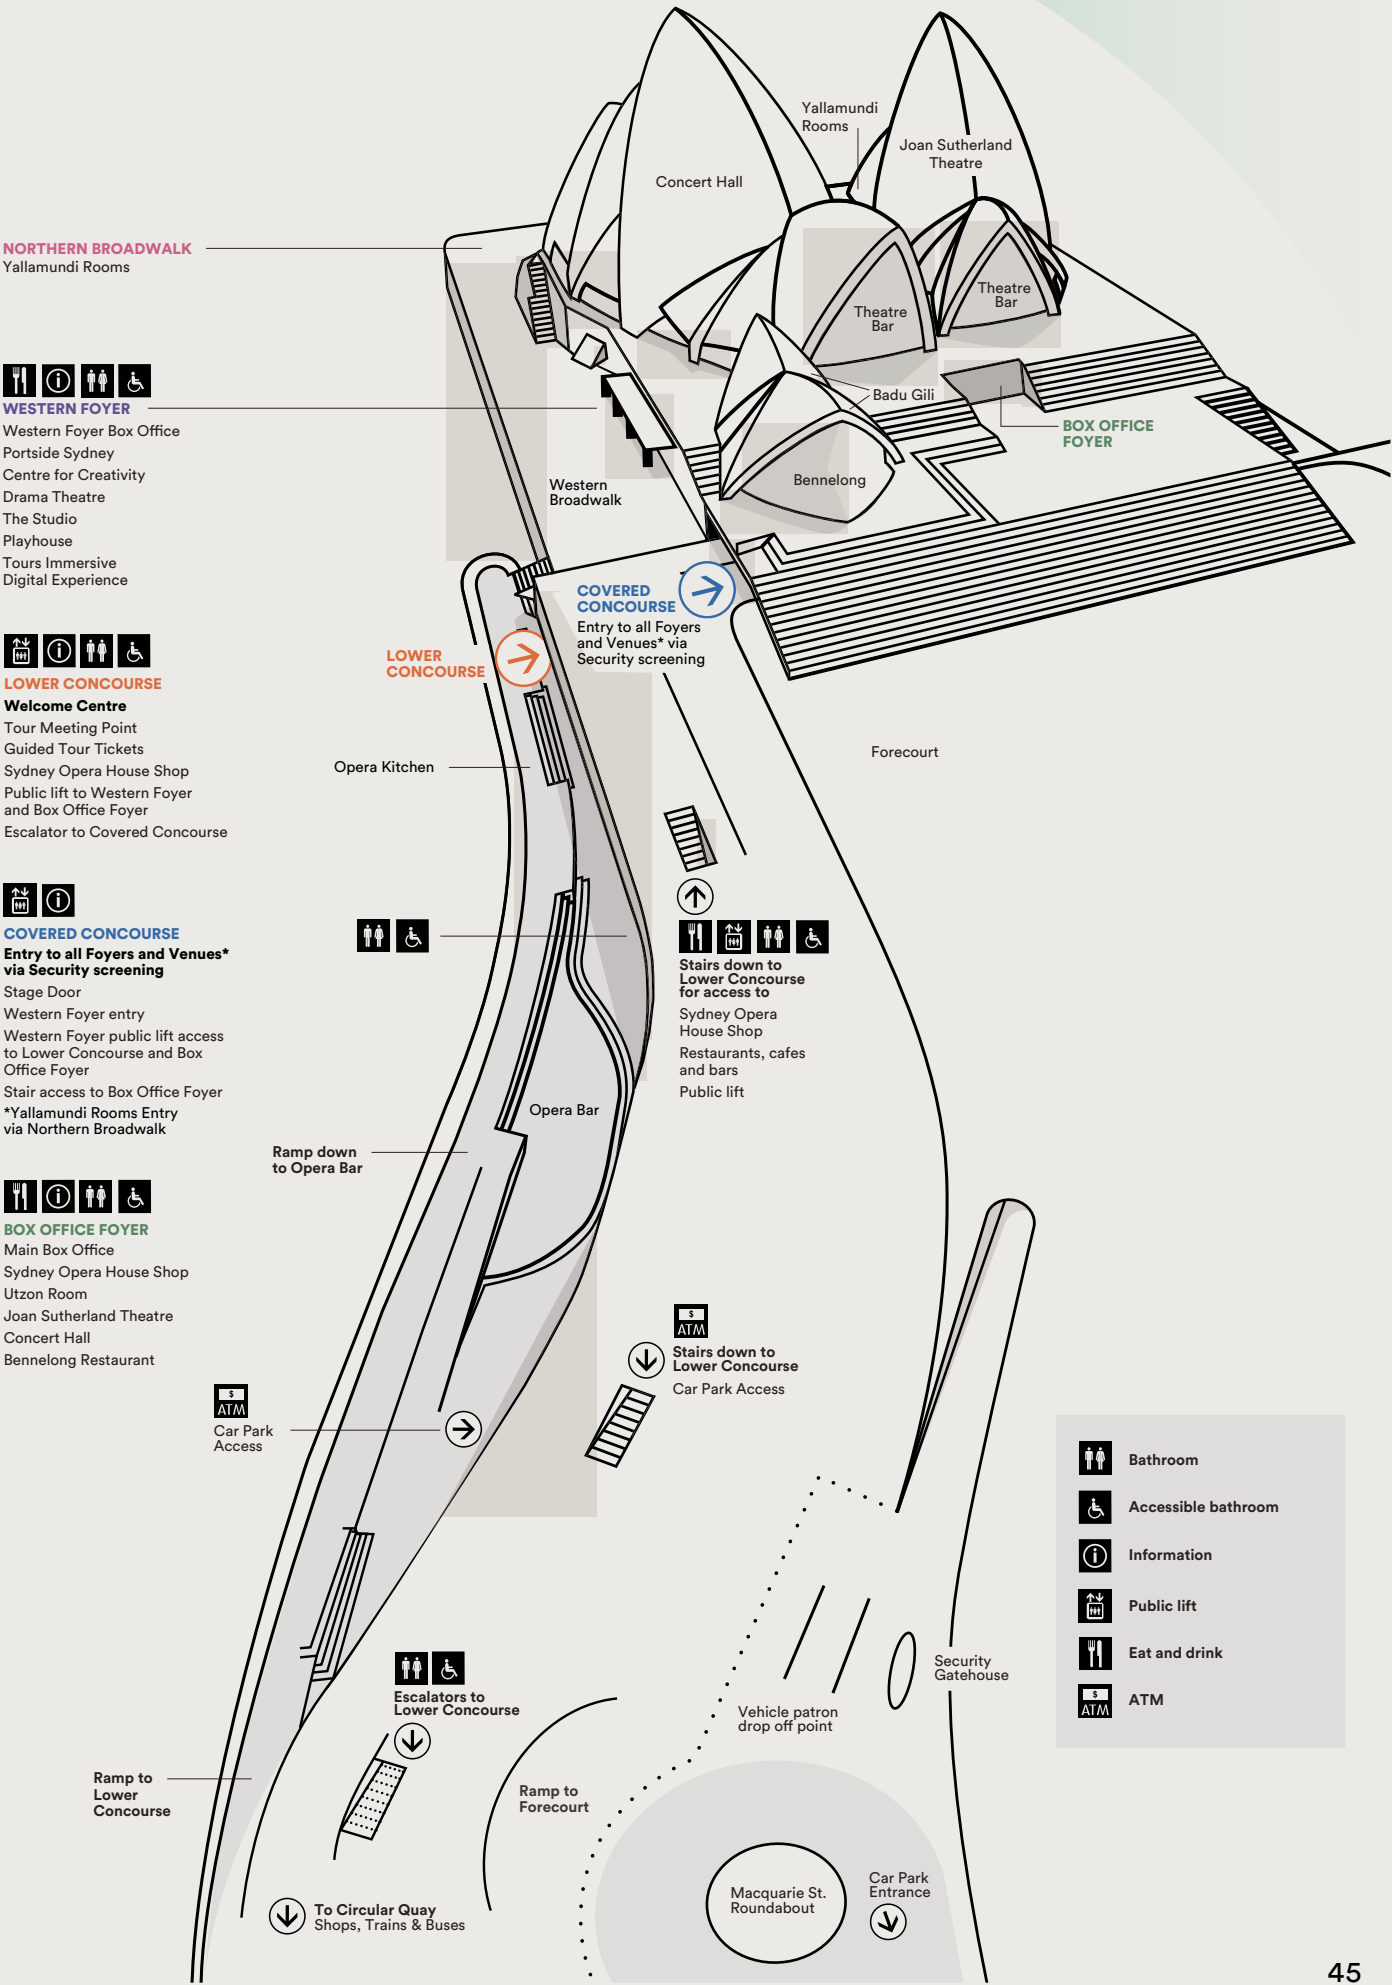 Yallamundi
Rooms
Joan Sutherland
Theatre
Concert Hall
NORTHERN BROADWALK
Yallamundi Rooms
Theatre
Bar
Theatre
Bar
Badu Gili
BOX OFFICE
FOYER
Bennelong
Western
Broadwalk
WESTERN FOYER
Western Foyer Box Office
Portside Sydney
Centre for Creativity
Drama Theatre
The Studio
Playhouse
Tours Immersive
Digital Experience
COVERED
CONCOURSE
Entry to all Foyers
and Venues* via
Security screening
LOWER
CONCOURSE
LOWER CONCOURSE
Welcome Centre
Tour Meeting Point
Guided Tour Tickets
Sydney Opera House Shop
Public lift to Western Foyer
and Box Office Foyer
Escalator to Covered Concourse
Forecourt
Opera Kitchen
COVERED CONCOURSE
Entry to all Foyers and Venues*
via Security screening
Stage Door
Western Foyer entry
Western Foyer public lift access
to Lower Concourse and Box
Office Foyer
Stair access to Box Office Foyer
*Yallamundi Rooms Entry
via Northern Broadwalk
Stairs down to
Lower Concourse
for access to
Sydney Opera
House Shop
Restaurants, cafes
and bars
Public lift
Opera Bar
Ramp down
to Opera Bar
BOX OFFICE FOYER
Main Box Office
Sydney Opera House Shop
Utzon Room
Joan Sutherland Theatre
Concert Hall
Bennelong Restaurant
$
ATM
Stairs down to
Lower Concourse
Car Park Access
$
ATM
Car Park
Access
Bathroom
Accessible bathroom
Information
Public lift
Eat and drink
$
ATM
ATM
Security
Gatehouse
Vehicle patron
drop off point
Escalators to
Lower Concourse
Ramp to
Lower
Concourse
Ramp to
Forecourt
To Circular Quay
Shops, Trains & Buses
Macquarie St.
Roundabout
Car Park
Entrance
45